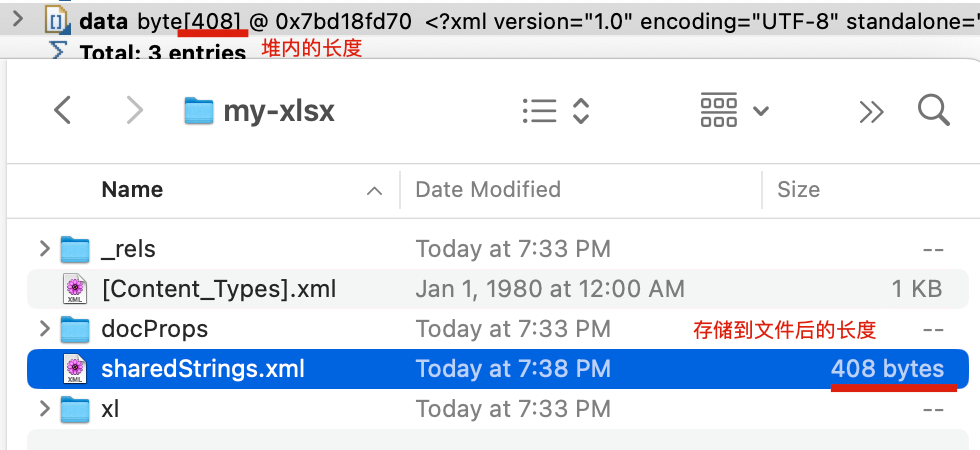 data byte[408] @ 0x7bd18fd70 <?xml version="1.0" encoding="UTF-8" standalone="
Total: 3 entries 堆内的长度
my-xlsx
Name Date Modified Size
_rels Today at 7:33 PM --
[Content_Types].xml Jan 1, 1980 at 12:00 AM 1 KB
docProps Today at 7:33 PM 存储到文件后的长度 --
XML sharedStrings.xml Today at 7:38 PM 408 bytes
xl Today at 7:33 PM --